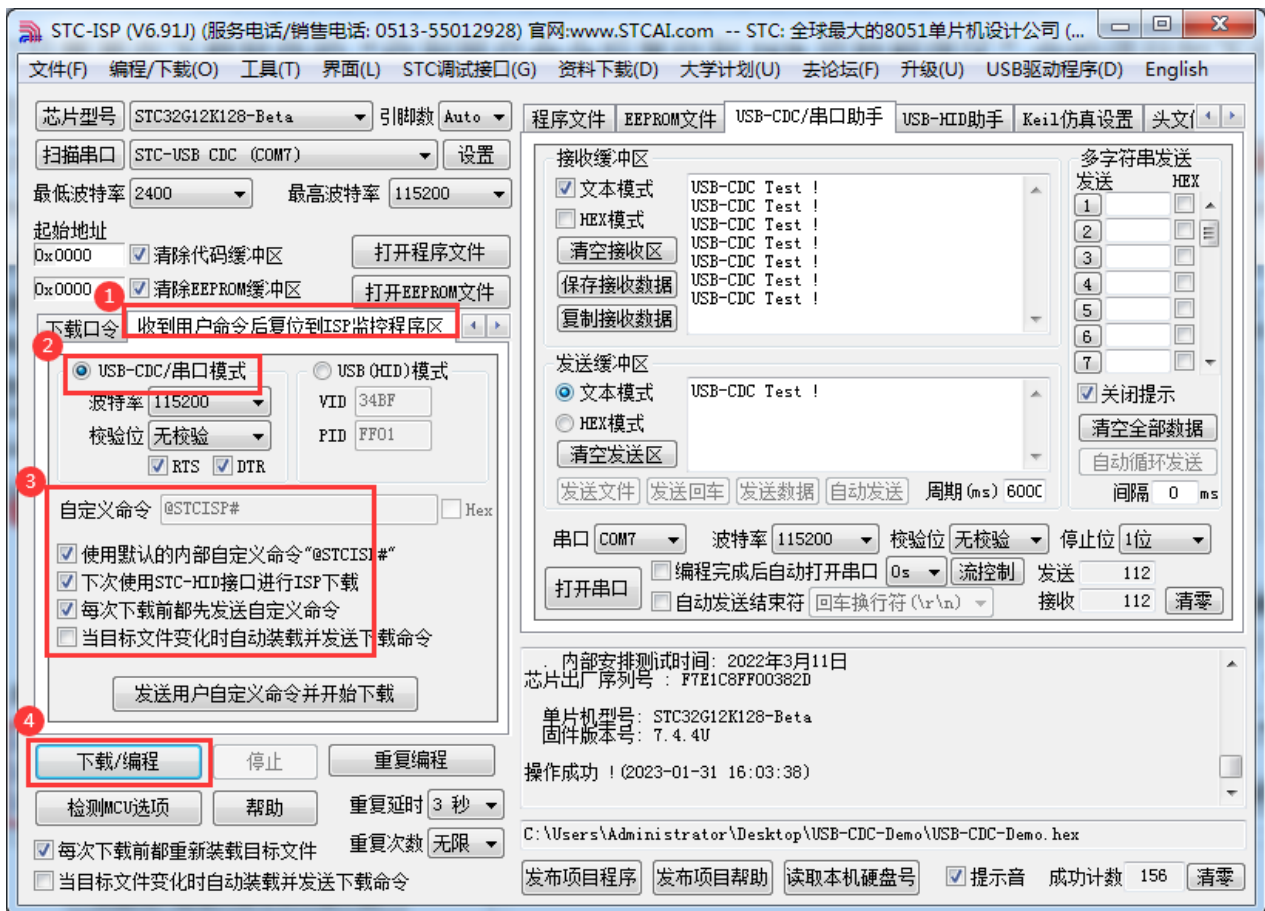 STC-ISP (V6.91J) (服务电话/销售电话: 0513-55012928) 官网:www.STCAI.com -- STC: 全球最大的8051单片机设计公司 (...
文件(F) 编程/下载(O) 工具(T) 界面(L) STC调试接口(G) 资料下载(D) 大学计划(U) 去论坛(F) 升级(U) USB驱动程序(D) English
芯片型号 STC32G12K128-Beta 引脚数 Auto
扫描串口 STC-USB CDC (COM7) 设置
最低波特率 2400 最高波特率 115200
起始地址
0x0000 清除代码缓冲区 打开程序文件
0x0000 清除EEPROM缓冲区 打开EEPROM文件
1
下载口令 收到用户命令后复位到ISP监控程序区
2
USB-CDC/串口模式 USB(HID)模式
波特率 115200 VID 34BF
校验位 无校验 PID FF01
RTS DTR
3
自定义命令 @STCISP# Hex
使用默认的内部自定义命令"@STCISP#"
下次使用STC-HID接口进行ISP下载
每次下载前都先发送自定义命令
当目标文件变化时自动装载并发送下载命令
发送用户自定义命令并开始下载
4
下载/编程 停止 重复编程
检测MCU选项 帮助 重复延时 3 秒
每次下载前都重新装载目标文件 重复次数 无限
当目标文件变化时自动装载并发送下载命令
程序文件 EEPROM文件 USB-CDC/串口助手 USB-HID助手 Keil仿真设置
接收缓冲区
文本模式
HEX模式
清空接收区
保存接收数据
复制接收数据
USB-CDC Test !
USB-CDC Test !
USB-CDC Test !
USB-CDC Test !
USB-CDC Test !
USB-CDC Test !
USB-CDC Test !
发送缓冲区
文本模式 USB-CDC Test !
HEX模式
清空发送区
发送文件 发送回车 发送数据 自动发送 周期(ms)
多字符串发送
发送 HEX
1
2
3
4
5
6
7
关闭提示
清空全部数据
自动循环发送
间隔 0 ms
串口 COM7 波特率 115200 校验位 无校验 停止位 1位
打开串口 编程完成后自动打开串口 0s 流控制 发送 112
自动发送结束符 回车换行符(\r\n) 接收 112 清零
. 内部安排测试时间: 2022年3月11日
芯片出厂序列号 : F7E1C8FF00382D
单片机型号: STC32G12K128-Beta
固件版本号: 7.4.4U
操作成功 !(2023-01-31 16:03:38)
C:\Users\Administrator\Desktop\USB-CDC-Demo\USB-CDC-Demo.hex
发布项目程序 发布项目帮助 读取本机硬盘号 提示音 成功计数 156 清零